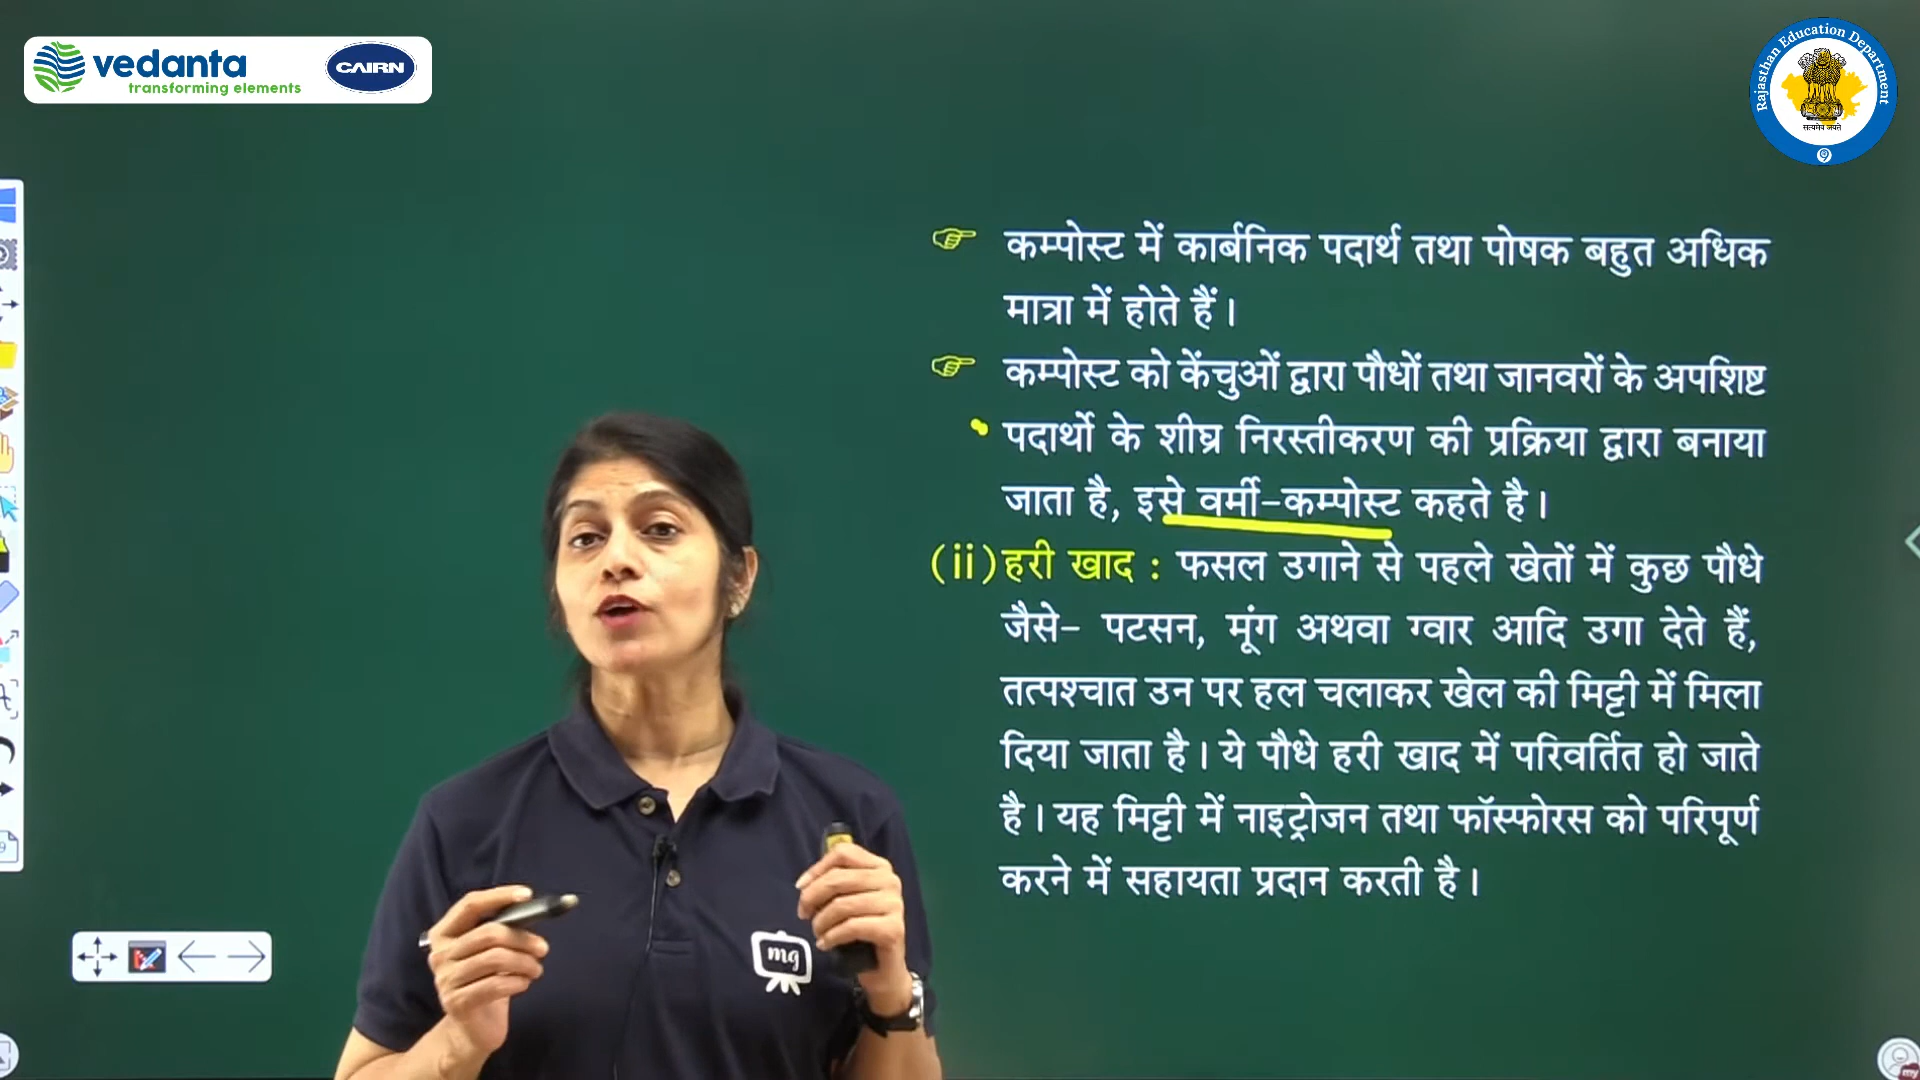 vedanta
transforming elements
CAIRN
Rajasthan Education Department
सत्यमेव जयते
कम्पोस्ट में कार्बनिक पदार्थ तथा पोषक बहुत अधिक
मात्रा में होते हैं।
कम्पोस्ट को केंचुओं द्वारा पौधों तथा जानवरों के अपशिष्ट
पदार्थो के शीघ्र निरस्तीकरण की प्रक्रिया द्वारा बनाया
जाता है, इसे वर्मी-कम्पोस्ट कहते है।
(ii) हरी खाद : फसल उगाने से पहले खेतों में कुछ पौधे
जैसे- पटसन, मूंग अथवा ग्वार आदि उगा देते हैं,
तत्पश्चात उन पर हल चलाकर खेल की मिट्टी में मिला
दिया जाता है। ये पौधे हरी खाद में परिवर्तित हो जाते
है। यह मिट्टी में नाइट्रोजन तथा फॉस्फोरस को परिपूर्ण
करने में सहायता प्रदान करती है।
mg